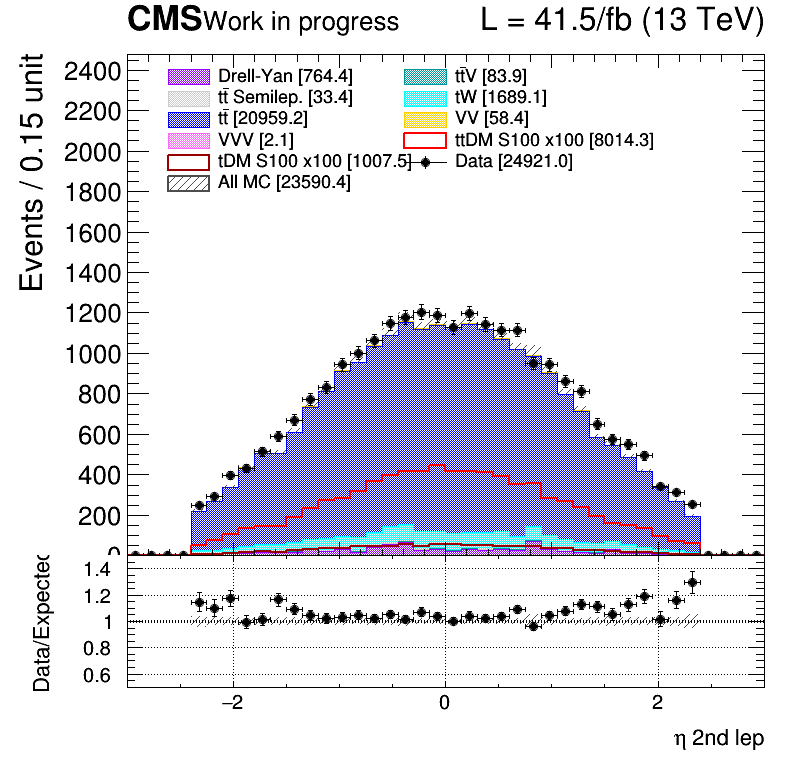 CMS Work in progress L = 41.5/fb (13 TeV)
Drell-Yan [764.4] tt̄V [83.9]
tt̄ Semilep. [33.4] tW [1689.1]
tt̄ [20959.2] VV [58.4]
VVV [2.1] ttDM S100 x100 [8014.3]
tDM S100 x100 [1007.5] Data [24921.0]
All MC [23590.4]
Events / 0.15 unit
2400
2200
2000
1800
1600
1400
1200
1000
800
600
400
200
0
Data/Expected
1.4
1.2
1
0.8
0.6
−2 0 2
η 2nd lep